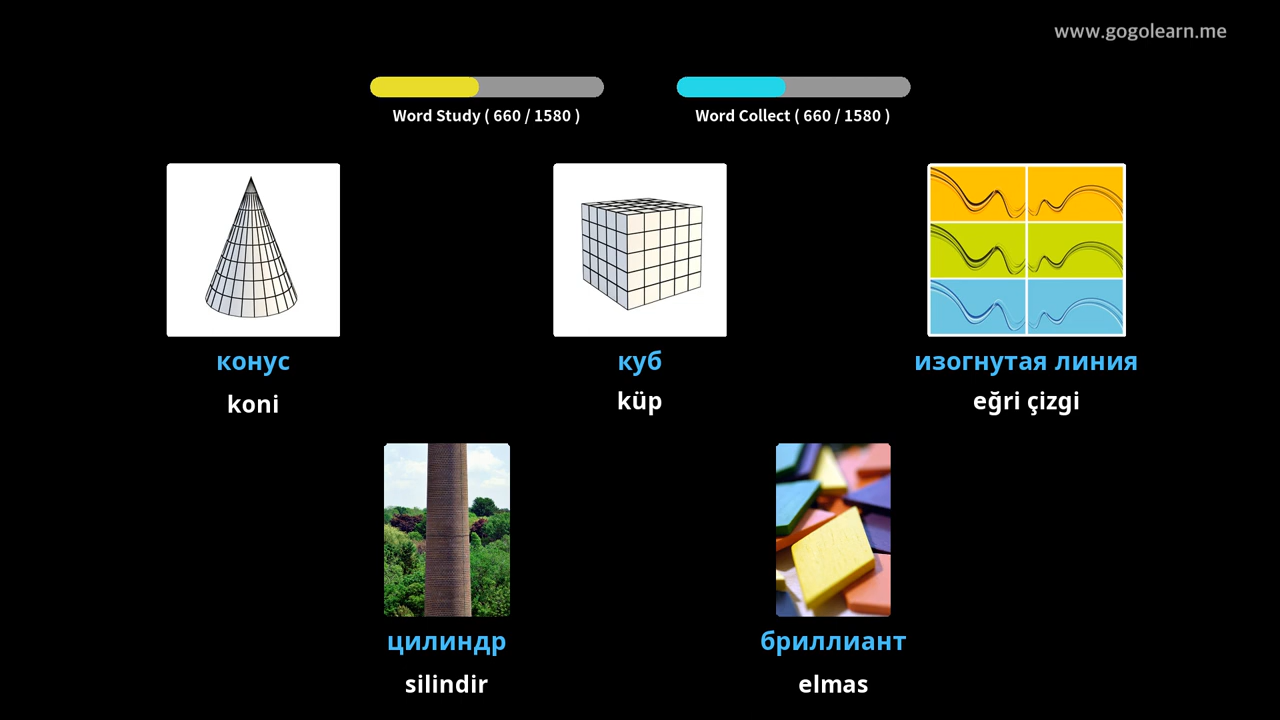 www.gogolearn.me
Word Study ( 660 / 1580 )
Word Collect ( 660 / 1580 )
конус
куб
изогнутая линия
koni
küp
eğri çizgi
цилиндр
бриллиант
silindir
elmas